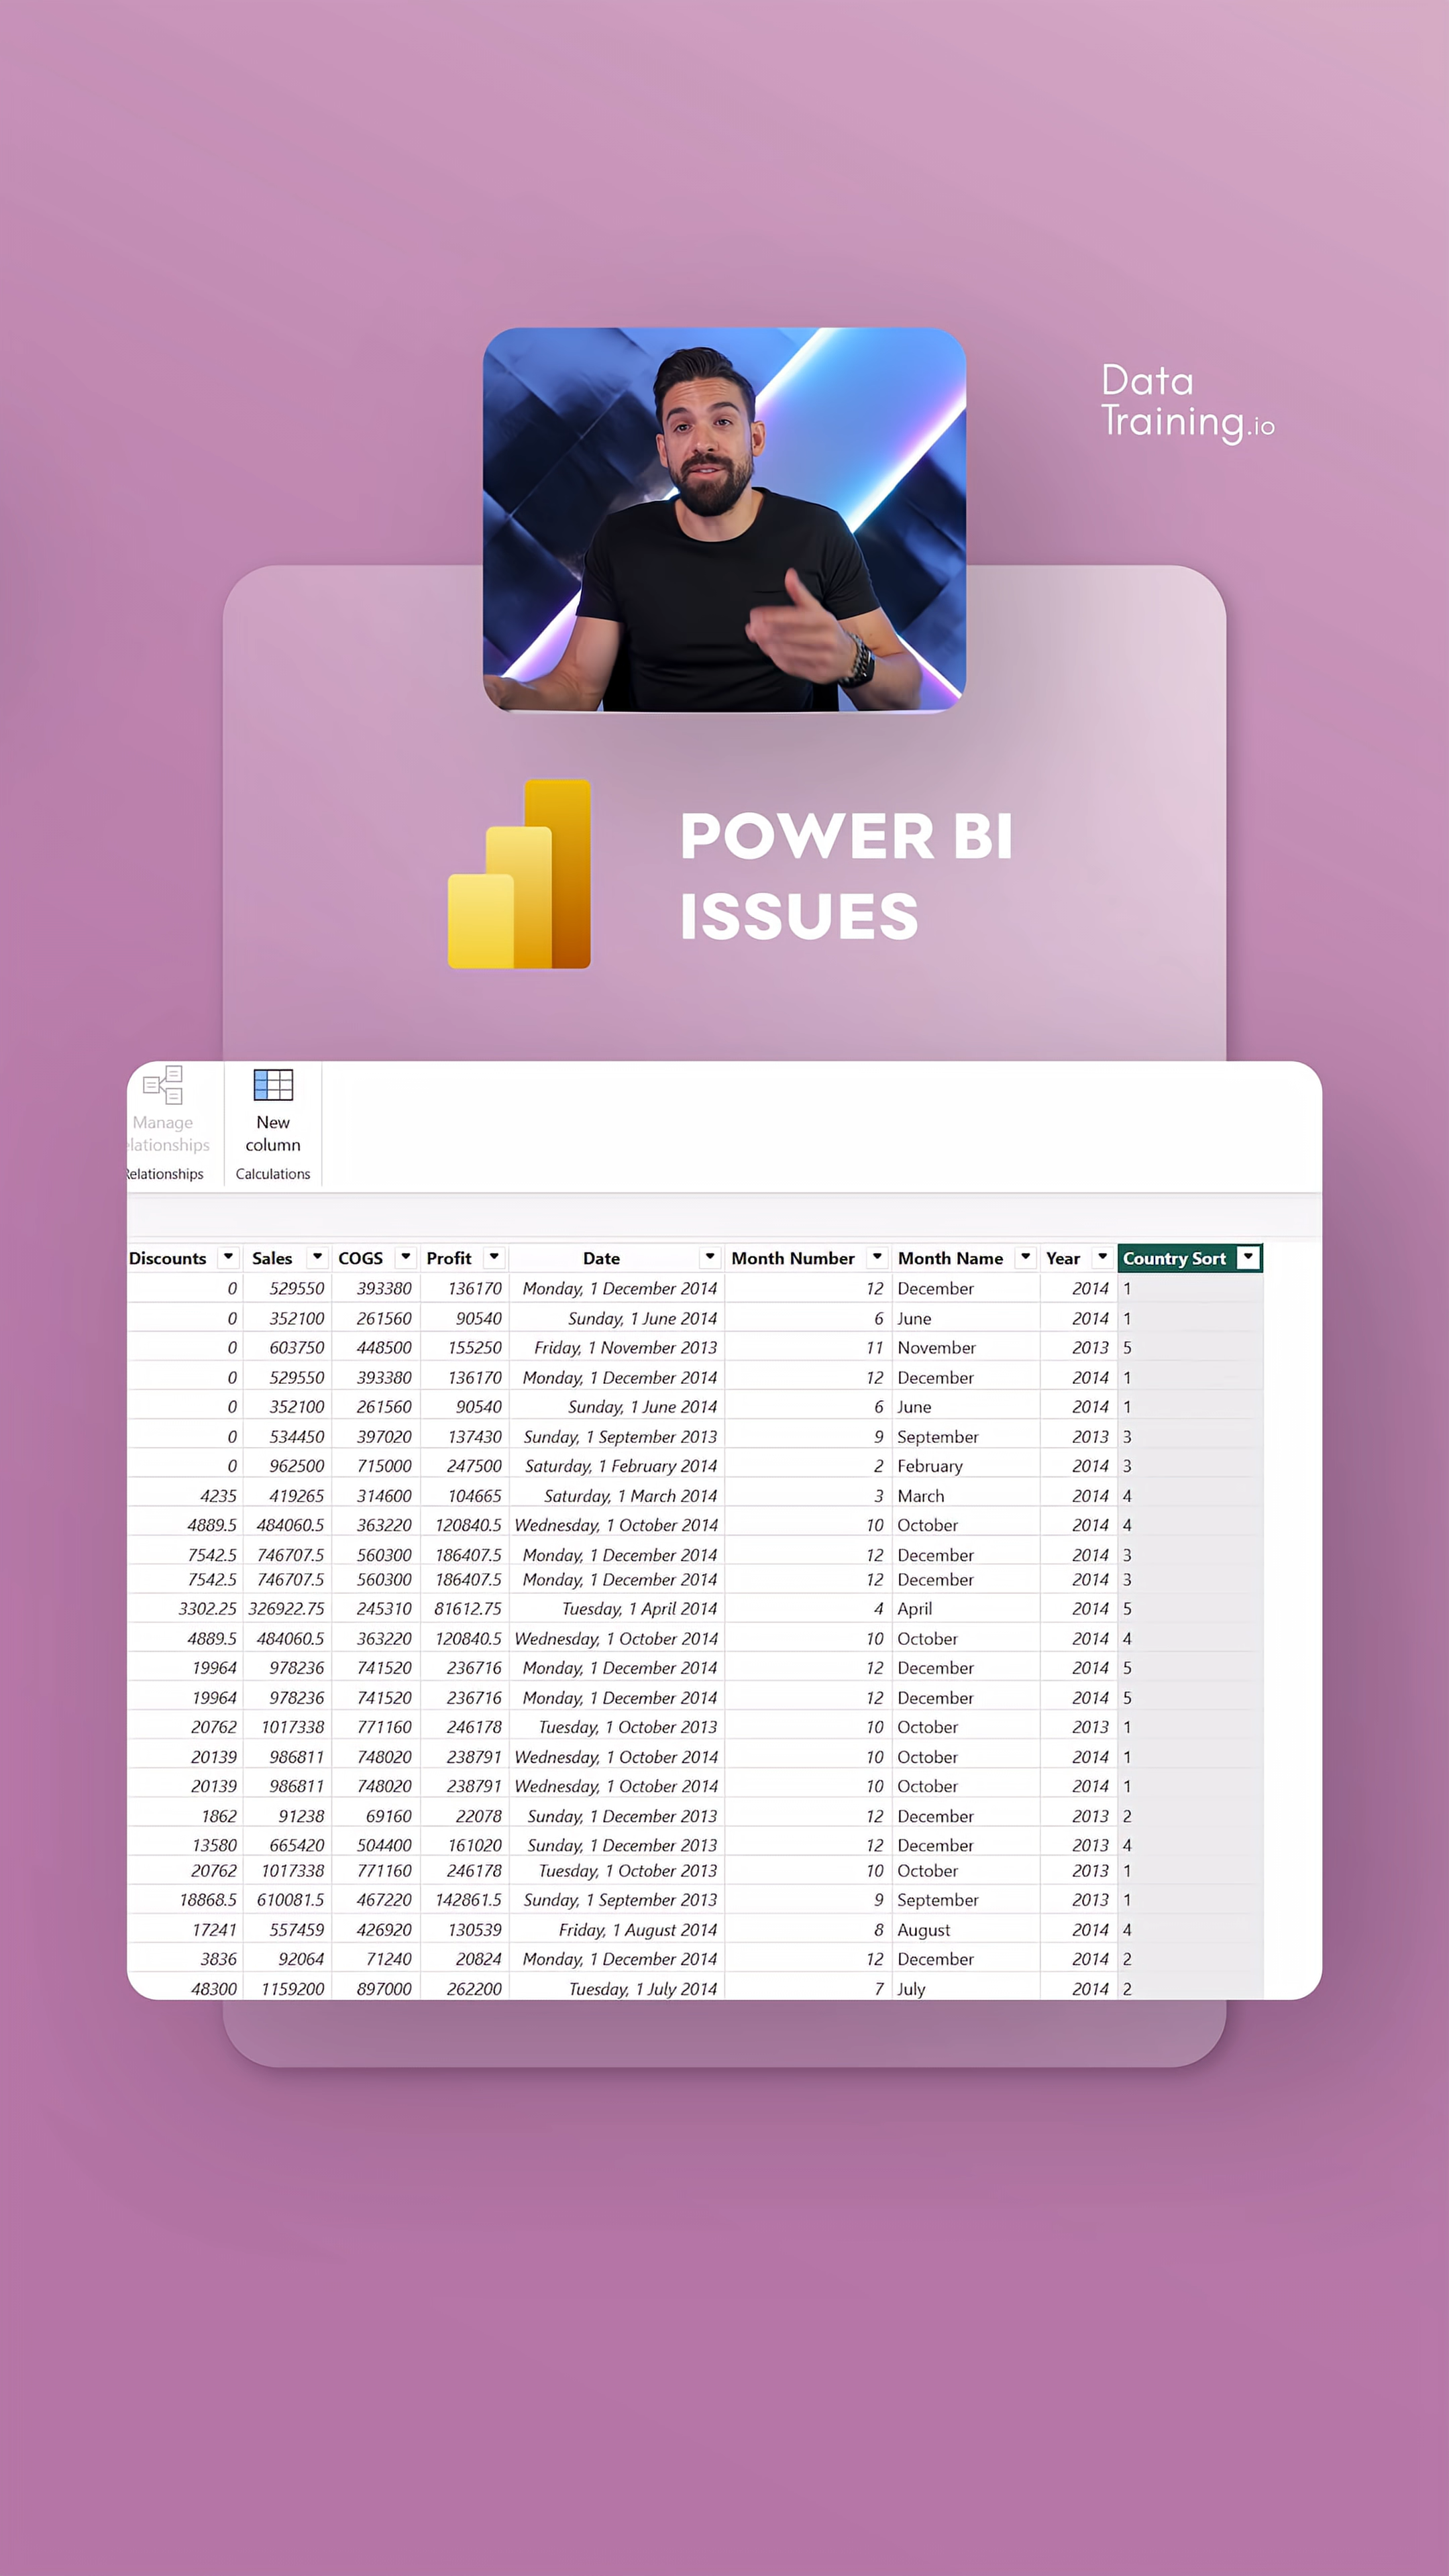 Data
Training.io
POWER BI
ISSUES
Manage
elationships
Relationships
New
column
Calculations
Discounts Sales COGS Profit Date Month Number Month Name Year Country Sort
0 529550 393380 136170 Monday, 1 December 2014 12 December 2014 1
0 352100 261560 90540 Sunday, 1 June 2014 6 June 2014 1
0 603750 448500 155250 Friday, 1 November 2013 11 November 2013 5
0 529550 393380 136170 Monday, 1 December 2014 12 December 2014 1
0 352100 261560 90540 Sunday, 1 June 2014 6 June 2014 1
0 534450 397020 137430 Sunday, 1 September 2013 9 September 2013 3
0 962500 715000 247500 Saturday, 1 February 2014 2 February 2014 3
4235 419265 314600 104665 Saturday, 1 March 2014 3 March 2014 4
4889.5 484060.5 363220 120840.5 Wednesday, 1 October 2014 10 October 2014 4
7542.5 746707.5 560300 186407.5 Monday, 1 December 2014 12 December 2014 3
7542.5 746707.5 560300 186407.5 Monday, 1 December 2014 12 December 2014 3
3302.25 326922.75 245310 81612.75 Tuesday, 1 April 2014 4 April 2014 5
4889.5 484060.5 363220 120840.5 Wednesday, 1 October 2014 10 October 2014 4
19964 978236 741520 236716 Monday, 1 December 2014 12 December 2014 5
19964 978236 741520 236716 Monday, 1 December 2014 12 December 2014 5
20762 1017338 771160 246178 Tuesday, 1 October 2013 10 October 2013 1
20139 986811 748020 238791 Wednesday, 1 October 2014 10 October 2014 1
20139 986811 748020 238791 Wednesday, 1 October 2014 10 October 2014 1
1862 91238 69160 22078 Sunday, 1 December 2013 12 December 2013 2
13580 665420 504400 161020 Sunday, 1 December 2013 12 December 2013 4
20762 1017338 771160 246178 Tuesday, 1 October 2013 10 October 2013 1
18868.5 610081.5 467220 142861.5 Sunday, 1 September 2013 9 September 2013 1
17241 557459 426920 130539 Friday, 1 August 2014 8 August 2014 4
3836 92064 71240 20824 Monday, 1 December 2014 12 December 2014 2
48300 1159200 897000 262200 Tuesday, 1 July 2014 7 July 2014 2